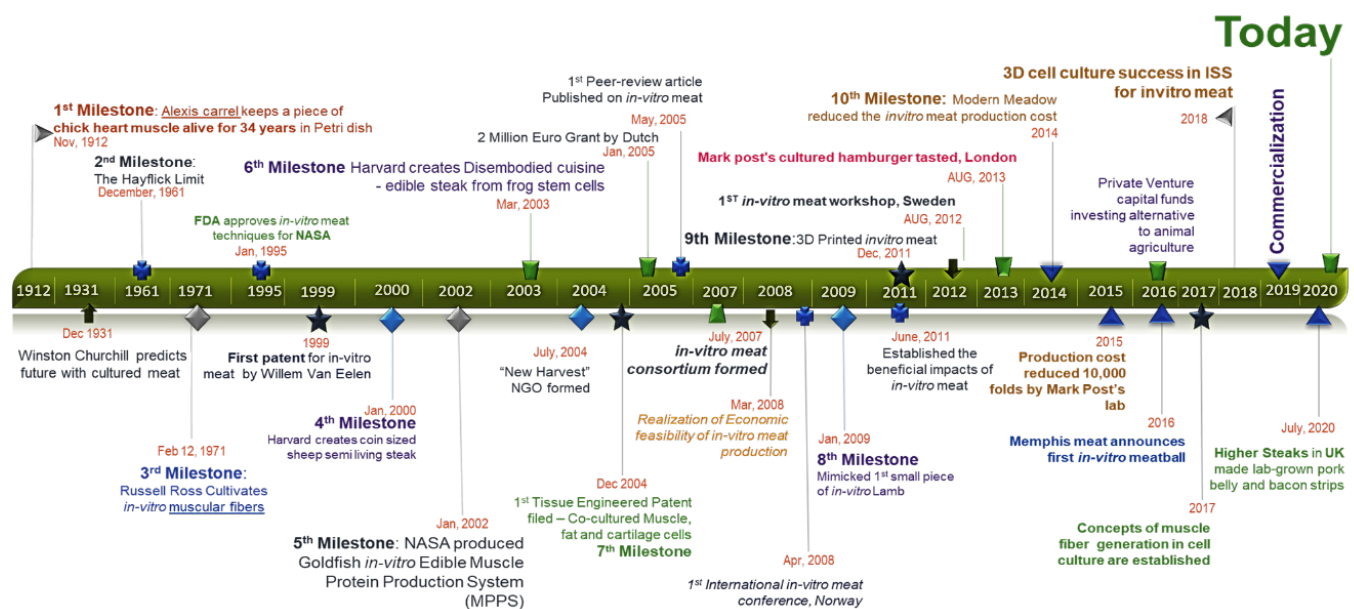 Today
1st Milestone: Alexis carrel keeps a piece of
chick heart muscle alive for 34 years in Petri dish
Nov, 1912
2nd Milestone:
The Hayflick Limit
December, 1961
FDA approves in-vitro meat
techniques for NASA
Jan, 1995
6th Milestone Harvard creates Disembodied cuisine
- edible steak from frog stem cells
Mar, 2003
1st Peer-review article
Published on in-vitro meat
May, 2005
2 Million Euro Grant by Dutch
Jan, 2005
10th Milestone: Modern Meadow
reduced the invitro meat production cost
2014
Mark post's cultured hamburger tasted, London
AUG, 2013
1ST in-vitro meat workshop, Sweden
AUG, 2012
9th Milestone:3D Printed invitro meat
Dec, 2011
3D cell culture success in ISS
for invitro meat
2018
Private Venture
capital funds
investing alternative
to animal
agriculture
Commercialization
1912 1931 1961 1971 1995 1999 2000 2002 2003 2004 2005 2007 2008 2009 2011 2012 2013 2014 2015 2016 2017 2018 2019 2020
Dec 1931
Winston Churchill predicts
future with cultured meat
Feb 12, 1971
3rd Milestone:
Russell Ross Cultivates
in-vitro muscular fibers
1999
First patent for in-vitro
meat by Willem Van Eelen
Jan, 2000
4th Milestone
Harvard creates coin sized
sheep semi living steak
Jan, 2002
5th Milestone: NASA produced
Goldfish in-vitro Edible Muscle
Protein Production System
(MPPS)
July, 2004
“New Harvest”
NGO formed
Dec 2004
1st Tissue Engineered Patent
filed – Co-cultured Muscle,
fat and cartilage cells
7th Milestone
July, 2007
in-vitro meat
consortium formed
Mar, 2008
Realization of Economic
feasibility of in-vitro meat
production
Apr, 2008
1st International in-vitro meat
conference, Norway
Jan, 2009
8th Milestone
Mimicked 1st small piece
of in-vitro Lamb
June, 2011
Established the
beneficial impacts of
in-vitro meat
2015
Production cost
reduced 10,000
folds by Mark Post's
lab
2016
Memphis meat announces
first in-vitro meatball
2017
Concepts of muscle
fiber generation in cell
culture are established
July, 2020
Higher Steaks in UK
made lab-grown pork
belly and bacon strips